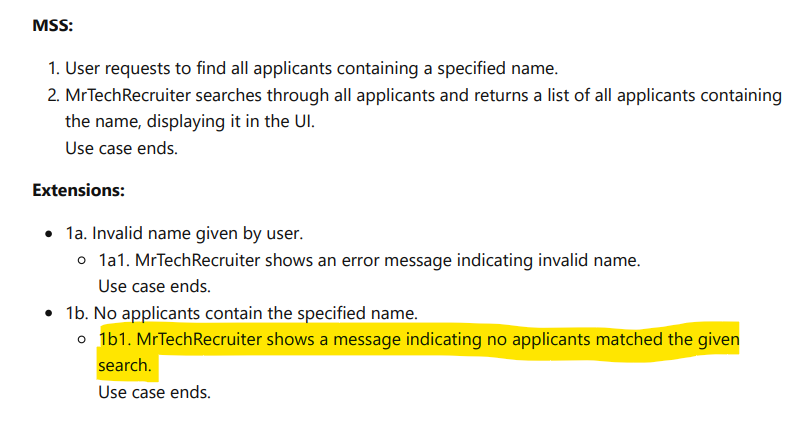 MSS:
1. User requests to find all applicants containing a specified name.
2. MrTechRecruiter searches through all applicants and returns a list of all applicants containing
the name, displaying it in the UI.
Use case ends.
Extensions:
• 1a. Invalid name given by user.
○ 1a1. MrTechRecruiter shows an error message indicating invalid name.
Use case ends.
• 1b. No applicants contain the specified name.
○ 1b1. MrTechRecruiter shows a message indicating no applicants matched the given
search.
Use case ends.